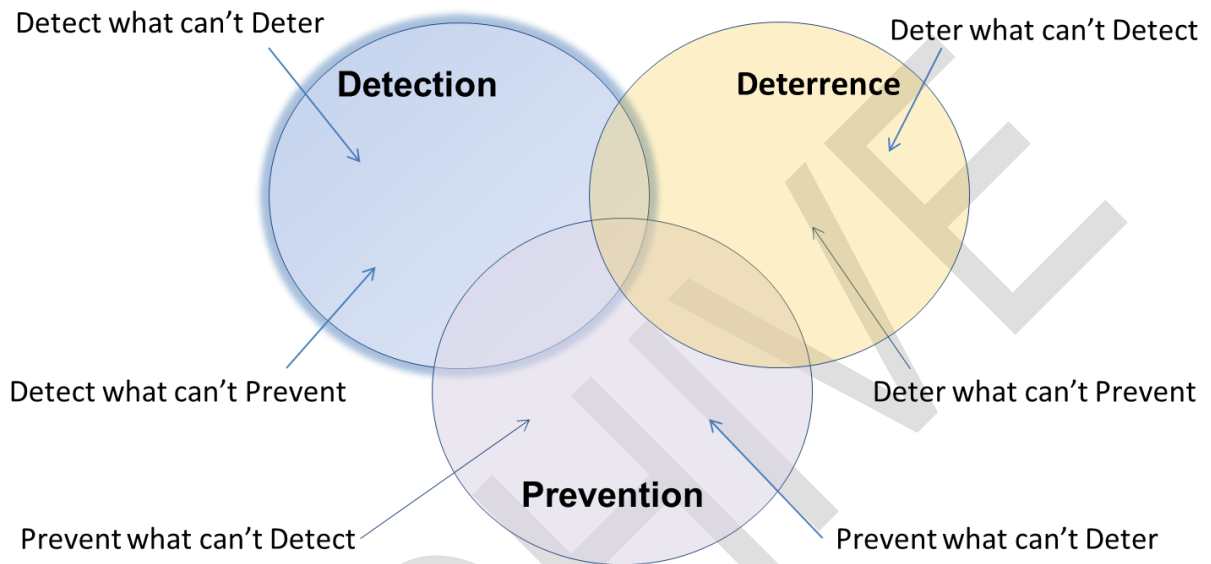 Detect what can't Deter
Deter what can't Detect
Detection
Deterrence
Detect what can't Prevent
Deter what can't Prevent
Prevention
Prevent what can't Detect
Prevent what can't Deter
HIVE